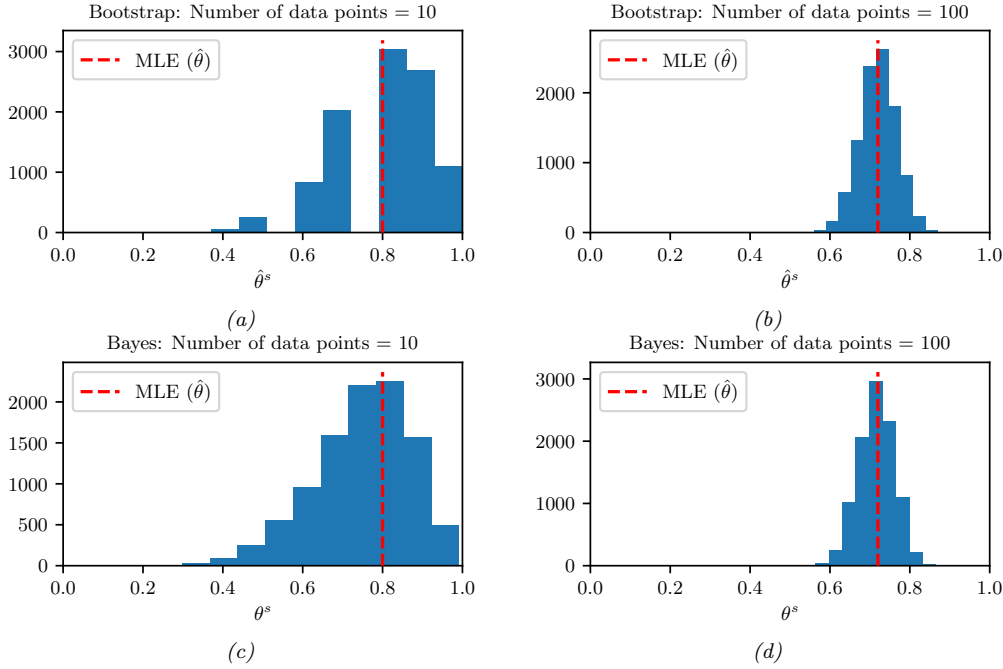 Bootstrap: Number of data points = 10
3000
2000
1000
0
MLE (θ̂)
0.0 0.2 0.4 0.6 0.8 1.0
θ̂ˢ
(a)
Bootstrap: Number of data points = 100
2000
1000
0
MLE (θ̂)
0.0 0.2 0.4 0.6 0.8 1.0
θ̂ˢ
(b)
Bayes: Number of data points = 10
2000
1500
1000
500
0
MLE (θ̂)
0.0 0.2 0.4 0.6 0.8 1.0
θˢ
(c)
Bayes: Number of data points = 100
3000
2000
1000
0
MLE (θ̂)
0.0 0.2 0.4 0.6 0.8 1.0
θˢ
(d)